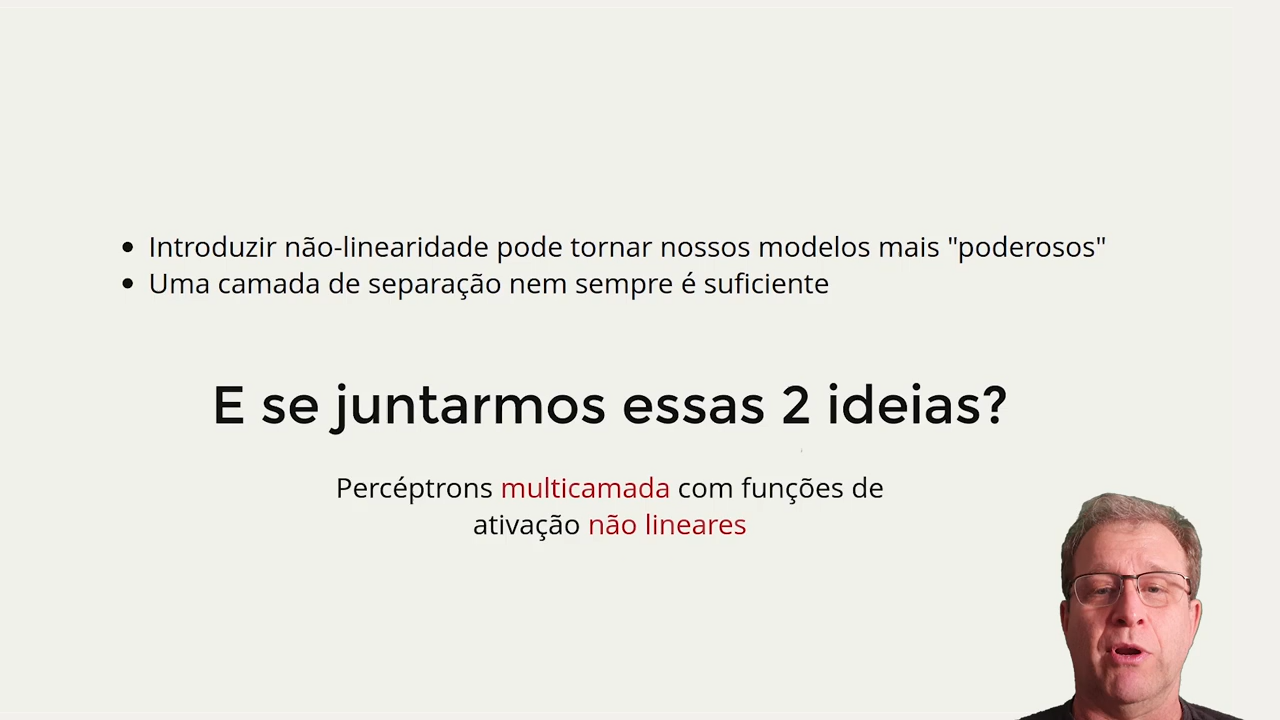 • Introduzir não-linearidade pode tornar nossos modelos mais "poderosos"
• Uma camada de separação nem sempre é suficiente
E se juntarmos essas 2 ideias?
Percéptrons multicamada com funções de
ativação não lineares